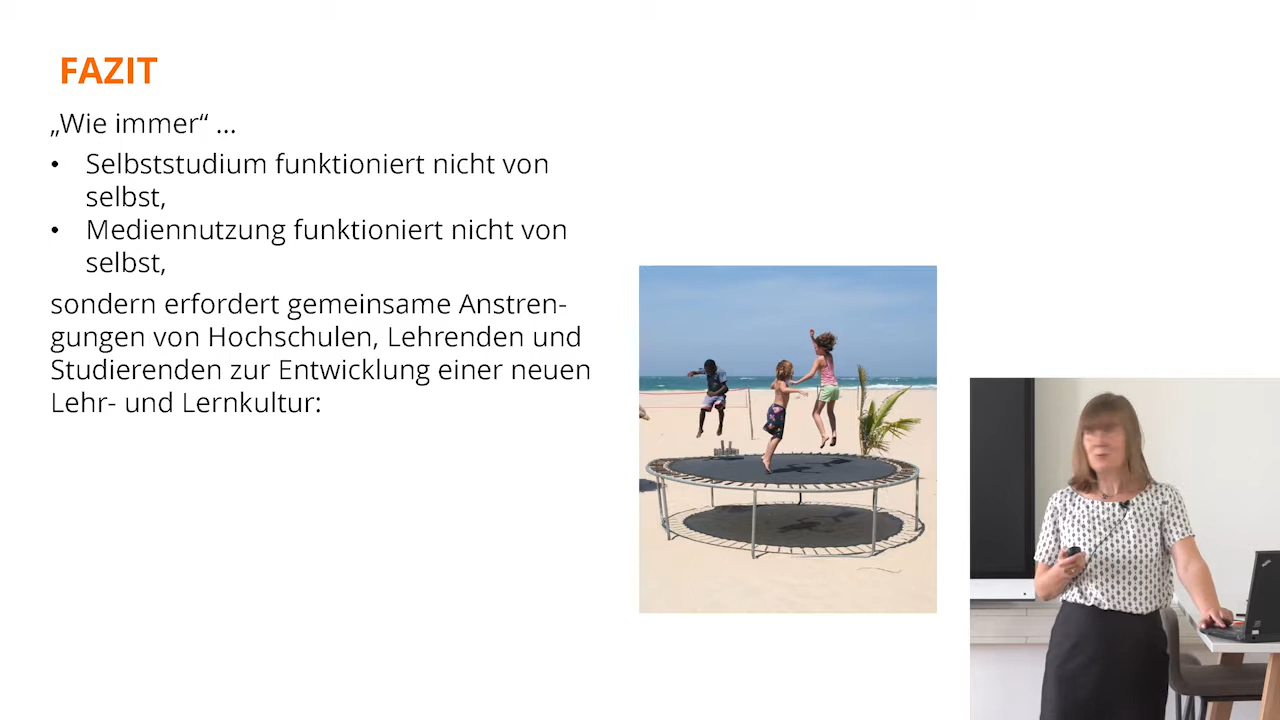 FAZIT
„Wie immer“ ...
• Selbststudium funktioniert nicht von
selbst,
• Mediennutzung funktioniert nicht von
selbst,
sondern erfordert gemeinsame Anstren-
gungen von Hochschulen, Lehrenden und
Studierenden zur Entwicklung einer neuen
Lehr- und Lernkultur: